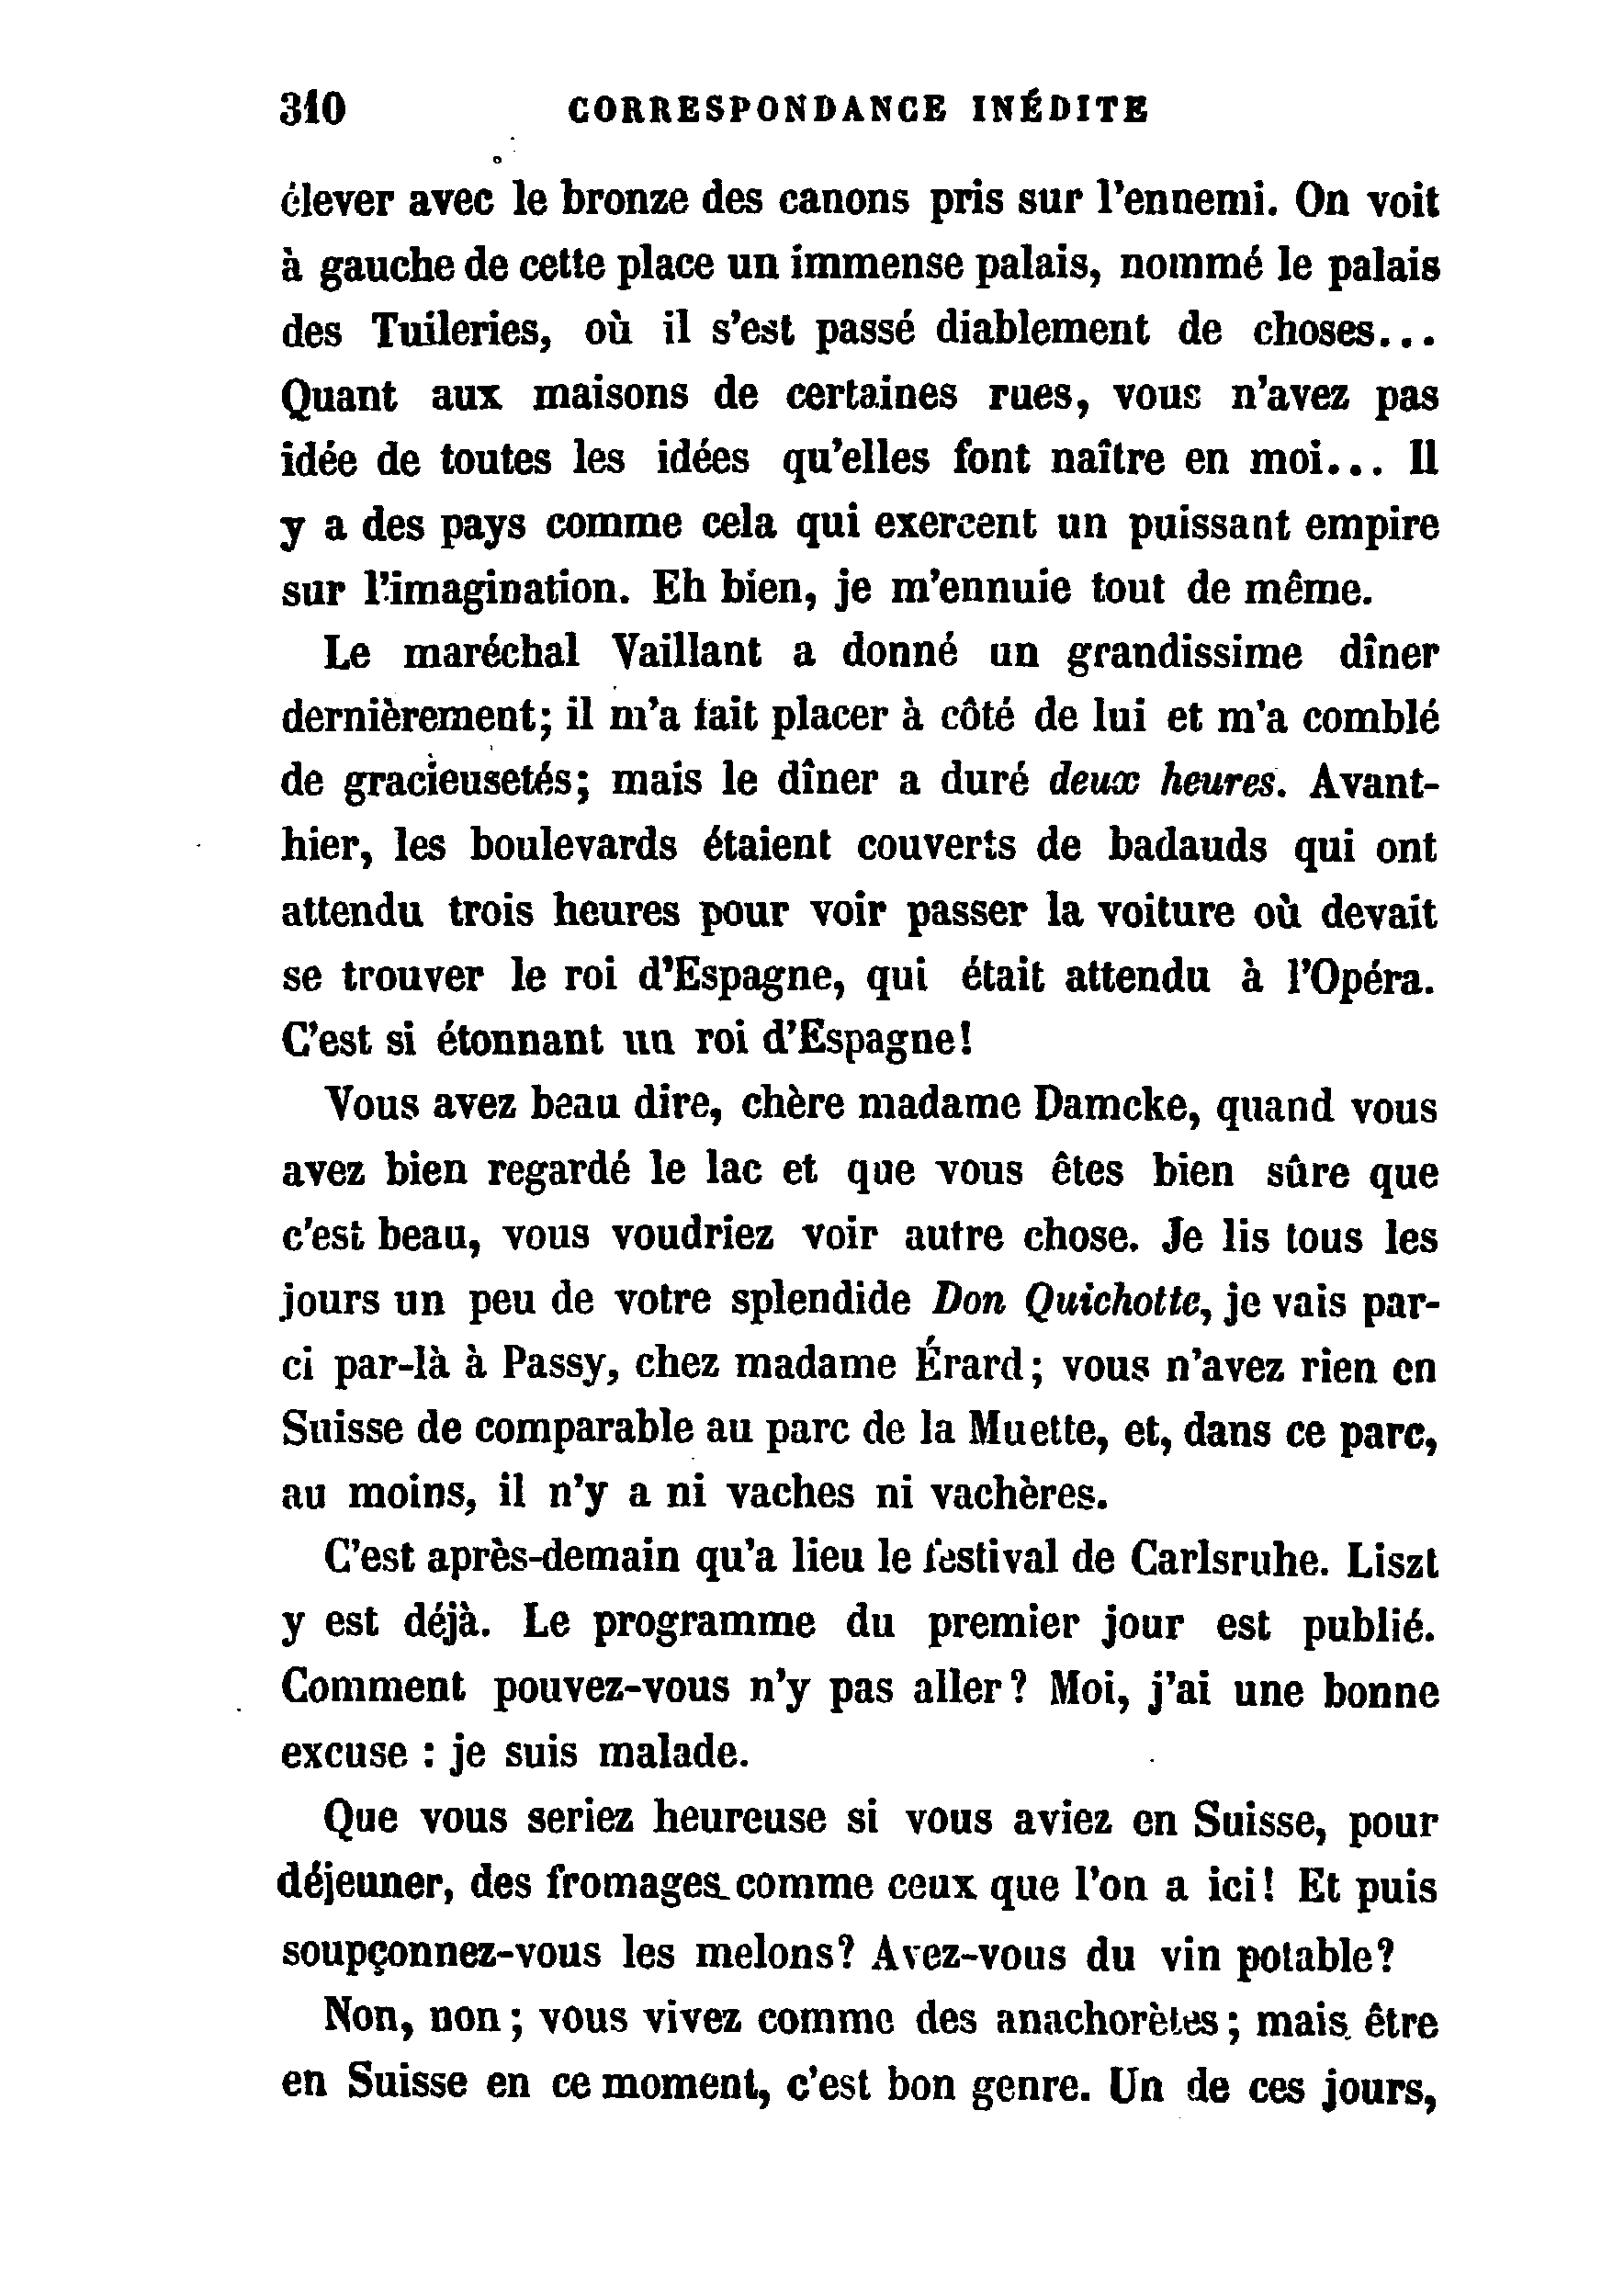 310 CORRESPONDANCE INÉDITE
élever avec le bronze des canons pris sur l'ennemi. On voit
à gauche de cette place un immense palais, nommé le palais
des Tuileries, où il s'est passé diablement de choses...
Quant aux maisons de certaines rues, vous n'avez pas
idée de toutes les idées qu'elles font naître en moi... Il
y a des pays comme cela qui exercent un puissant empire
sur l'imagination. Eh bien, je m'ennuie tout de même.
Le maréchal Vaillant a donné un grandissime dîner
dernièrement; il m'a fait placer à côté de lui et m'a comblé
de gracieusetés; mais le dîner a duré deux heures. Avant-
hier, les boulevards étaient couverts de badauds qui ont
attendu trois heures pour voir passer la voiture où devait
se trouver le roi d'Espagne, qui était attendu à l'Opéra.
C'est si étonnant un roi d'Espagne!
Vous avez beau dire, chère madame Damcke, quand vous
avez bien regardé le lac et que vous êtes bien sûre que
c'est beau, vous voudriez voir autre chose. Je lis tous les
jours un peu de votre splendide Don Quichotte, je vais par-
ci par-là à Passy, chez madame Érard; vous n'avez rien en
Suisse de comparable au parc de la Muette, et, dans ce parc,
au moins, il n'y a ni vaches ni vachères.
C'est après-demain qu'a lieu le festival de Carlsruhe. Liszt
y est déjà. Le programme du premier jour est publié.
Comment pouvez-vous n'y pas aller? Moi, j'ai une bonne
excuse : je suis malade.
Que vous seriez heureuse si vous aviez en Suisse, pour
déjeuner, des fromages comme ceux que l'on a ici! Et puis
soupçonnez-vous les melons? Avez-vous du vin potable?
Non, non; vous vivez comme des anachorètes; mais être
en Suisse en ce moment, c'est bon genre. Un de ces jours,